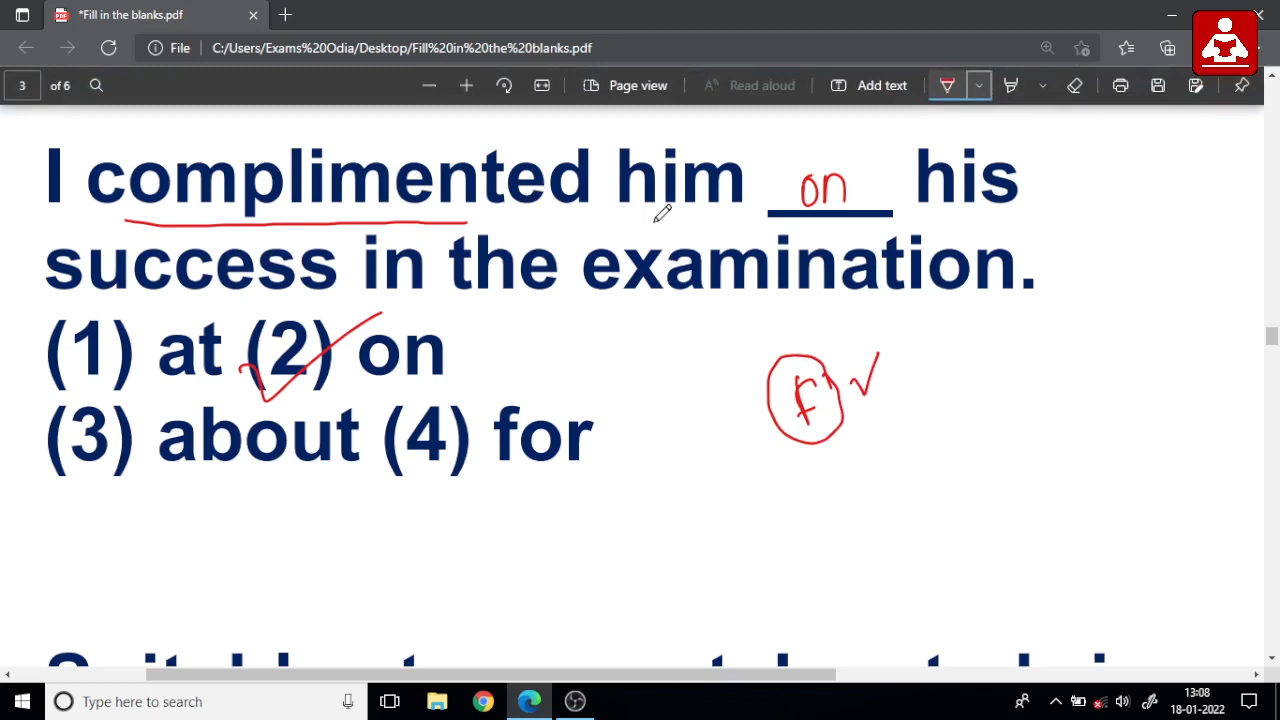 *Fill in the blanks.pdf
File
C:/Users/Exams%20Odia/Desktop/Fill%20in%20the%20blanks.pdf
3 of 6
Page view
Read aloud
Add text
I complimented him on his
success in the examination.
(1) at (2) on
(3) about (4) for
Type here to search
13:08
18-01-2022